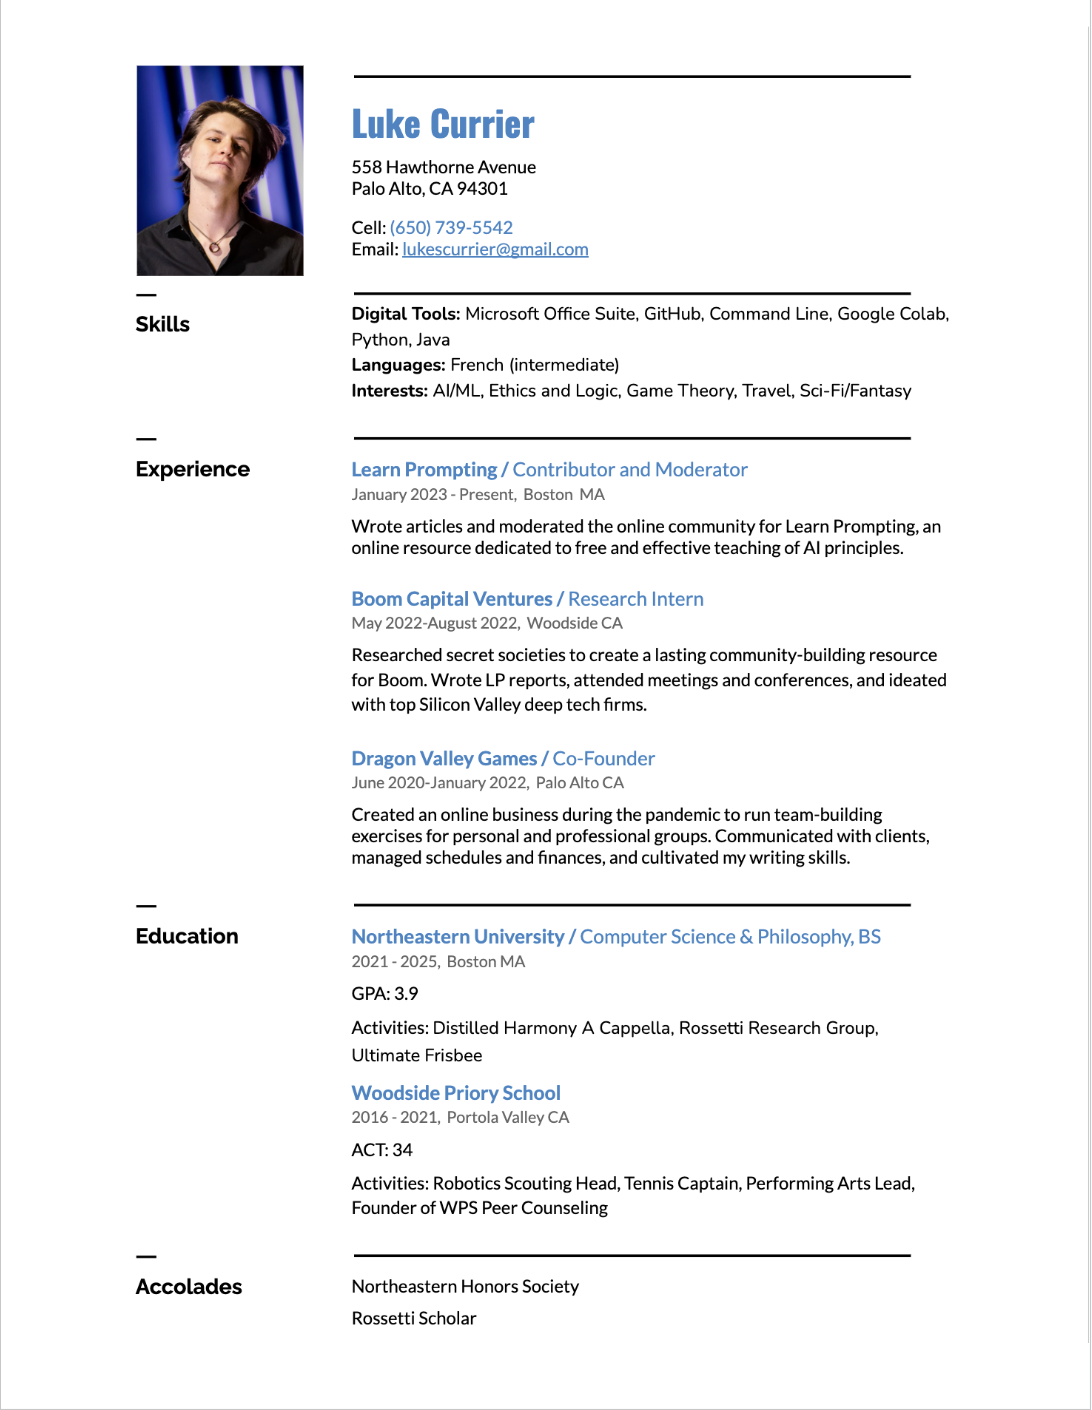 Luke Currier
558 Hawthorne Avenue
Palo Alto, CA 94301
Cell: (650) 739-5542
Email: lukescurrier@gmail.com
Skills
Digital Tools: Microsoft Office Suite, GitHub, Command Line, Google Colab,
Python, Java
Languages: French (intermediate)
Interests: AI/ML, Ethics and Logic, Game Theory, Travel, Sci-Fi/Fantasy
Experience
Learn Prompting / Contributor and Moderator
January 2023 - Present, Boston MA
Wrote articles and moderated the online community for Learn Prompting, an
online resource dedicated to free and effective teaching of AI principles.
Boom Capital Ventures / Research Intern
May 2022-August 2022, Woodside CA
Researched secret societies to create a lasting community-building resource
for Boom. Wrote LP reports, attended meetings and conferences, and ideated
with top Silicon Valley deep tech firms.
Dragon Valley Games / Co-Founder
June 2020-January 2022, Palo Alto CA
Created an online business during the pandemic to run team-building
exercises for personal and professional groups. Communicated with clients,
managed schedules and finances, and cultivated my writing skills.
Education
Northeastern University / Computer Science & Philosophy, BS
2021 - 2025, Boston MA
GPA: 3.9
Activities: Distilled Harmony A Cappella, Rossetti Research Group,
Ultimate Frisbee
Woodside Priory School
2016 - 2021, Portola Valley CA
ACT: 34
Activities: Robotics Scouting Head, Tennis Captain, Performing Arts Lead,
Founder of WPS Peer Counseling
Accolades
Northeastern Honors Society
Rossetti Scholar